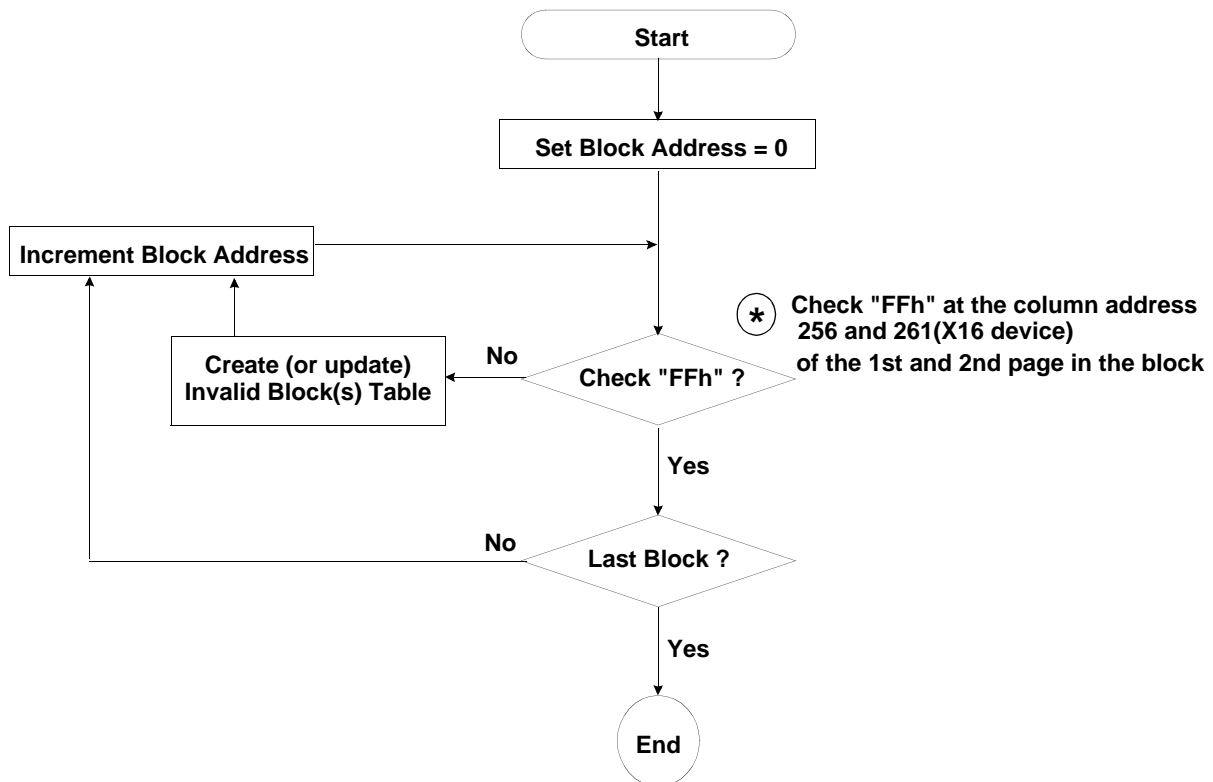 Start
Set Block Address = 0
Increment Block Address
* Check "FFh" at the column address
256 and 261(X16 device)
of the 1st and 2nd page in the block
No
Create (or update)
Invalid Block(s) Table
Check "FFh" ?
Yes
No
Last Block ?
Yes
End